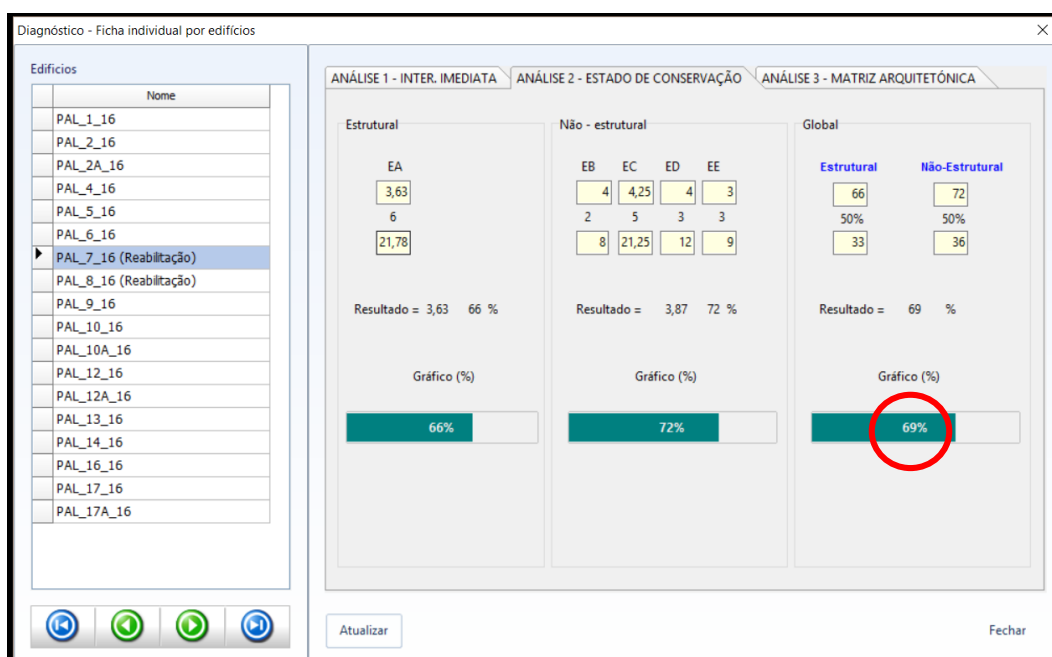 Diagnóstico - Ficha individual por edifícios
Edificios
Nome
PAL_1_16
PAL_2_16
PAL_2A_16
PAL_4_16
PAL_5_16
PAL_6_16
PAL_7_16 (Reabilitação)
PAL_8_16 (Reabilitação)
PAL_9_16
PAL_10_16
PAL_10A_16
PAL_12_16
PAL_12A_16
PAL_13_16
PAL_14_16
PAL_16_16
PAL_17_16
PAL_17A_16
ANÁLISE 1 - INTER. IMEDIATA ANÁLISE 2 - ESTADO DE CONSERVAÇÃO ANÁLISE 3 - MATRIZ ARQUITETÓNICA
Estrutural
EA
3,63
6
21,78
Resultado = 3,63 66 %
Gráfico (%)
66%
Não - estrutural
EB EC ED EE
4 4,25 4 3
2 5 3 3
8 21,25 12 9
Resultado = 3,87 72 %
Gráfico (%)
72%
Global
Estrutural Não-Estrutural
66 72
50% 50%
33 36
Resultado = 69 %
Gráfico (%)
69%
Atualizar
Fechar